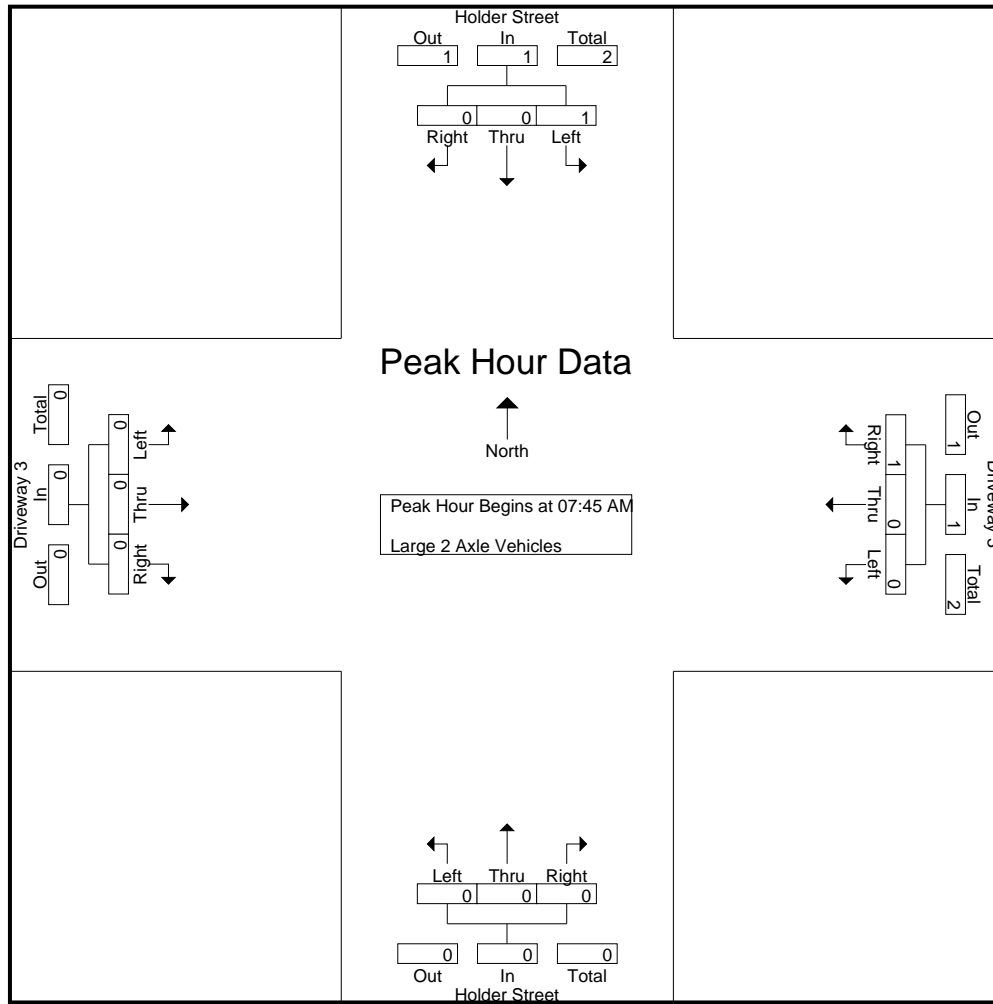 Holder Street
Out In Total
1 1 2
0 0 1
Right Thru Left
Peak Hour Data
North
Peak Hour Begins at 07:45 AM
Large 2 Axle Vehicles
Driveway 3
Total In Out
0 0 0
0 0 0
Left Thru Right
Right Thru Left
1 0 0
1 1 2
Out In Total
Driveway 3
Left Thru Right
0 0 0
0 0 0
Out In Total
Holder Street